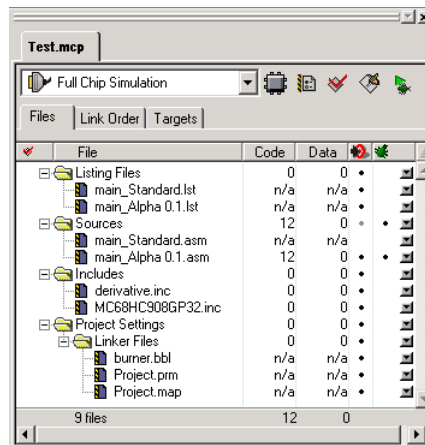 Test.mcp
Full Chip Simulation
Files Link Order Targets
File Code Data
Listing Files 0 0
main_Standard.lst n/a n/a
main_Alpha 0.1.lst n/a n/a
Sources 12 0
main_Standard.asm n/a n/a
main_Alpha 0.1.asm 12 0
Includes 0 0
derivative.inc 0 0
MC68HC908GP32.inc 0 0
Project Settings 0 0
Linker Files 0 0
burner.bbl n/a n/a
Project.prm n/a n/a
Project.map n/a n/a
9 files 12 0